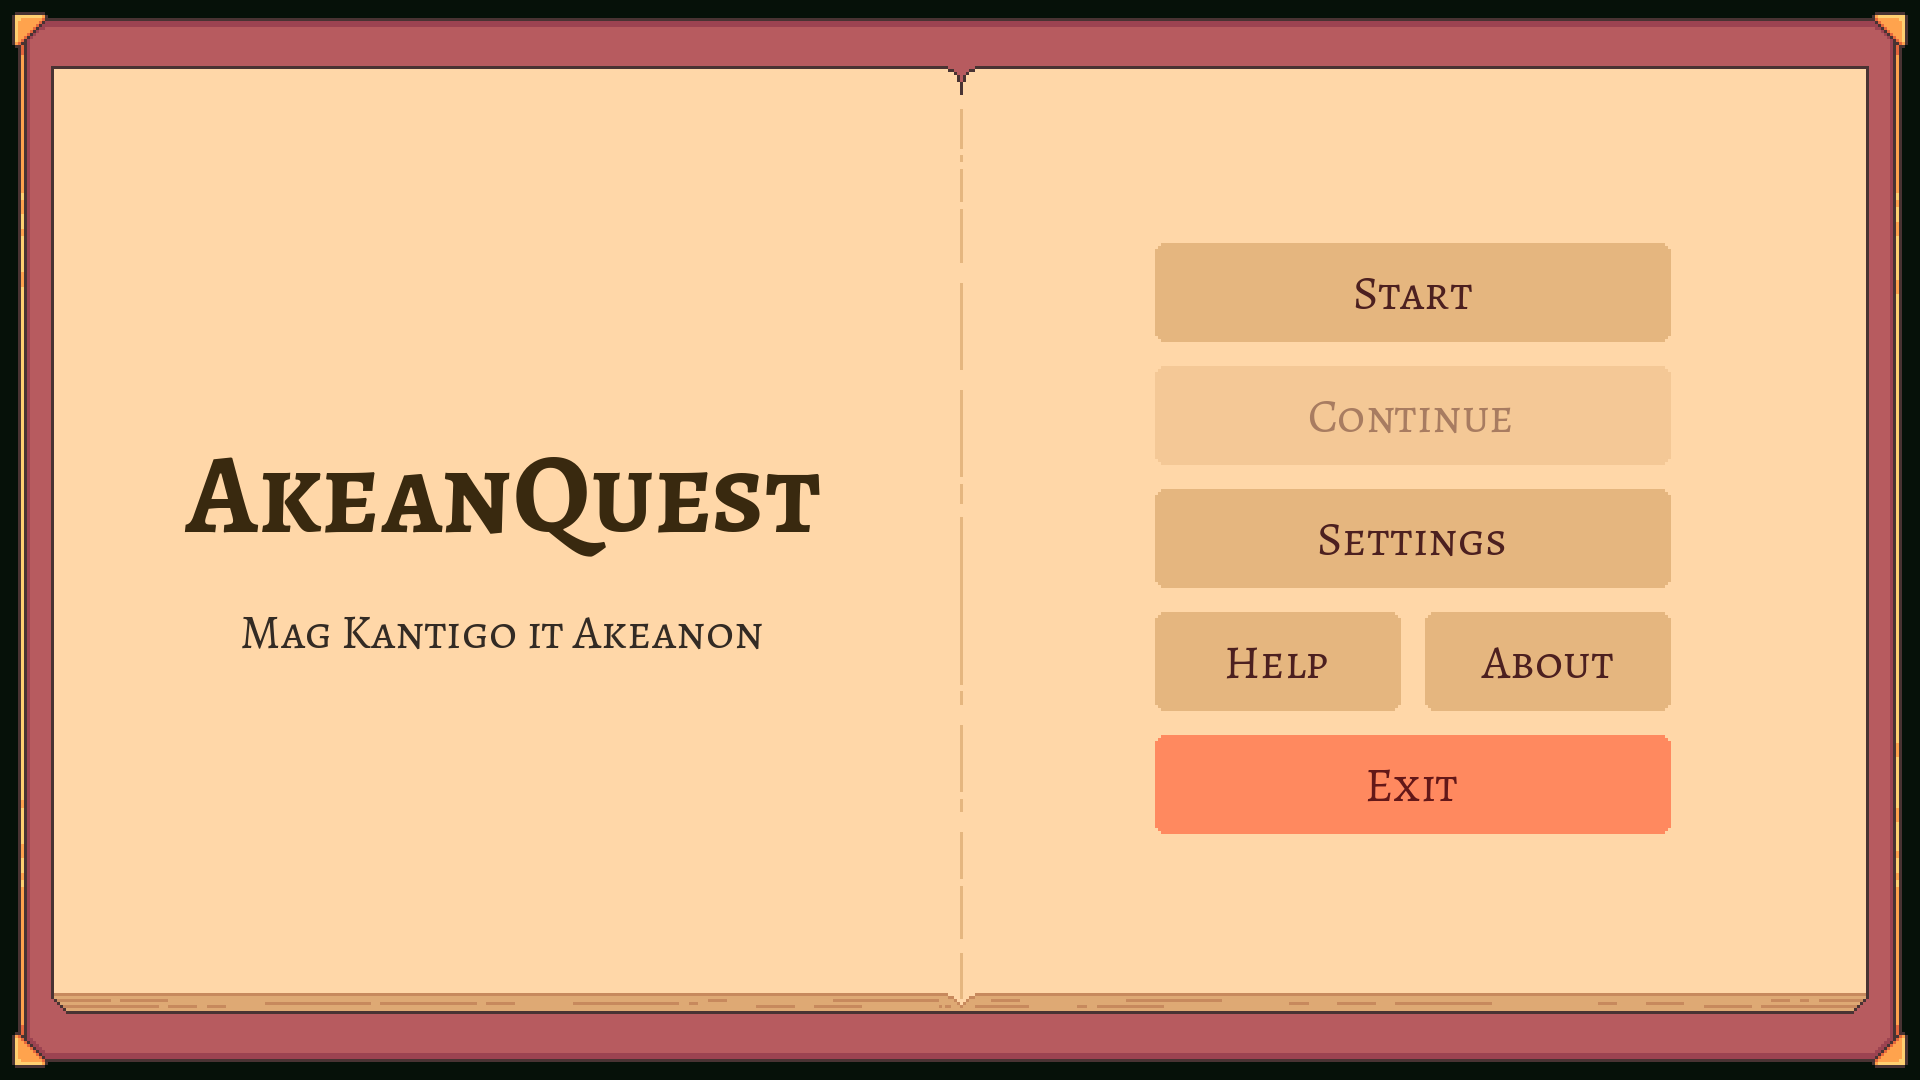 AkeanQuest
Mag Kantigo it Akeanon
Start
Continue
Settings
Help
About
Exit